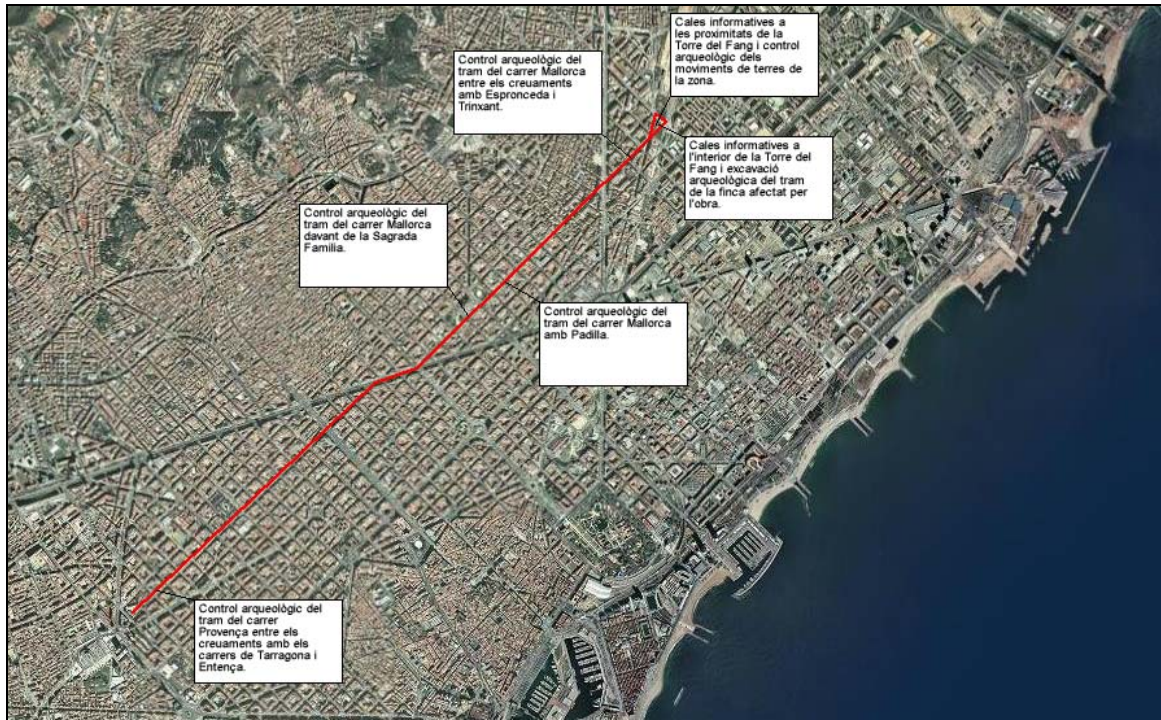 Cales informatives a
les proximitats de la
Torre del Fang i control
arqueològic dels
moviments de terres de
la zona.
Control arqueològic del
tram del carrer Mallorca
entre els creuaments
amb Espronceda i
Trinxant.
Cales informatives a
l'interior de la Torre del
Fang i excavació
arqueològica del tram
de la finca afectat per
l'obra.
Control arqueològic del
tram del carrer Mallorca
davant de la Sagrada
Familia.
Control arqueològic del
tram del carrer Mallorca
amb Padilla.
Control arqueològic del
tram del carrer
Provença entre els
creuaments amb els
carrers de Tarragona i
Entença.